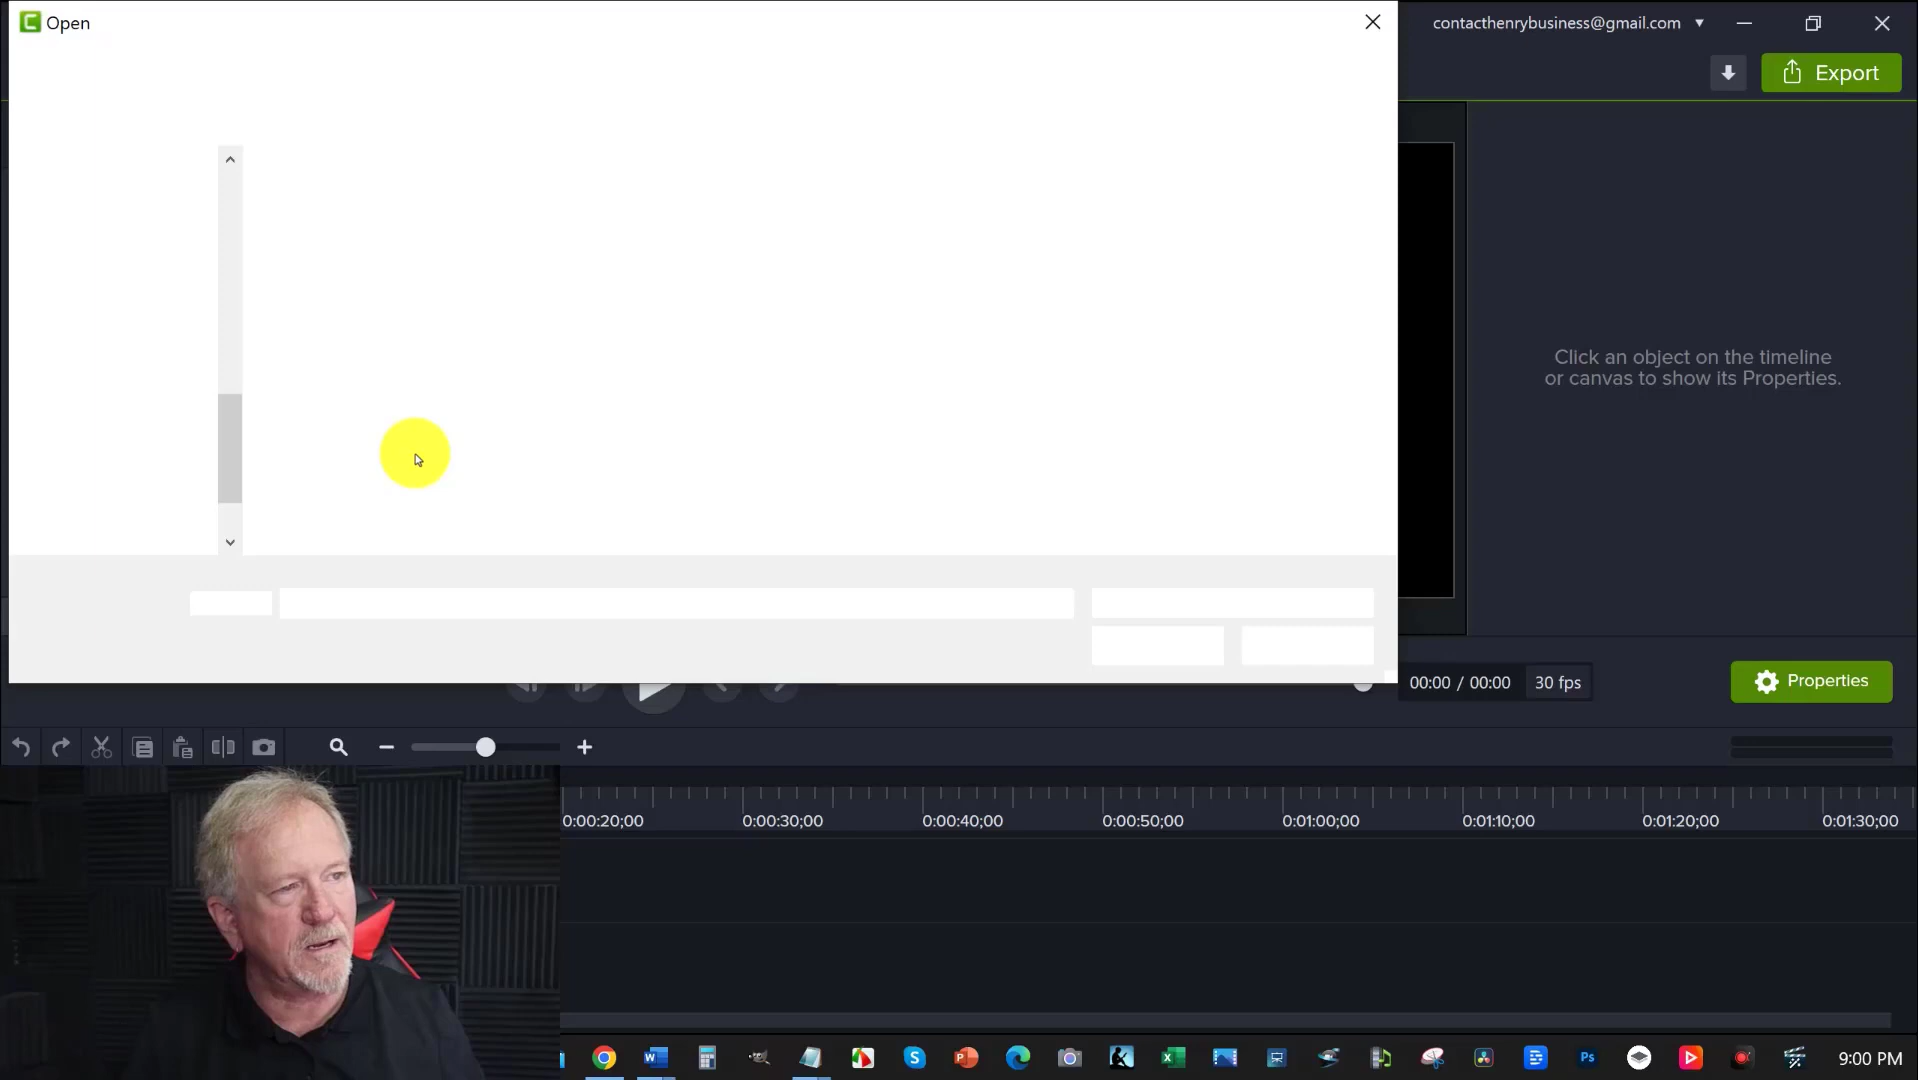 Open
contacthenrybusiness@gmail.com
Export
Click an object on the timeline
or canvas to show its Properties.
00:00 / 00:00
30 fps
Properties
0:00:20;00
0:00:30;00
0:00:40;00
0:00:50;00
0:01:00;00
0:01:10;00
0:01:20;00
0:01:30;00
9:00 PM